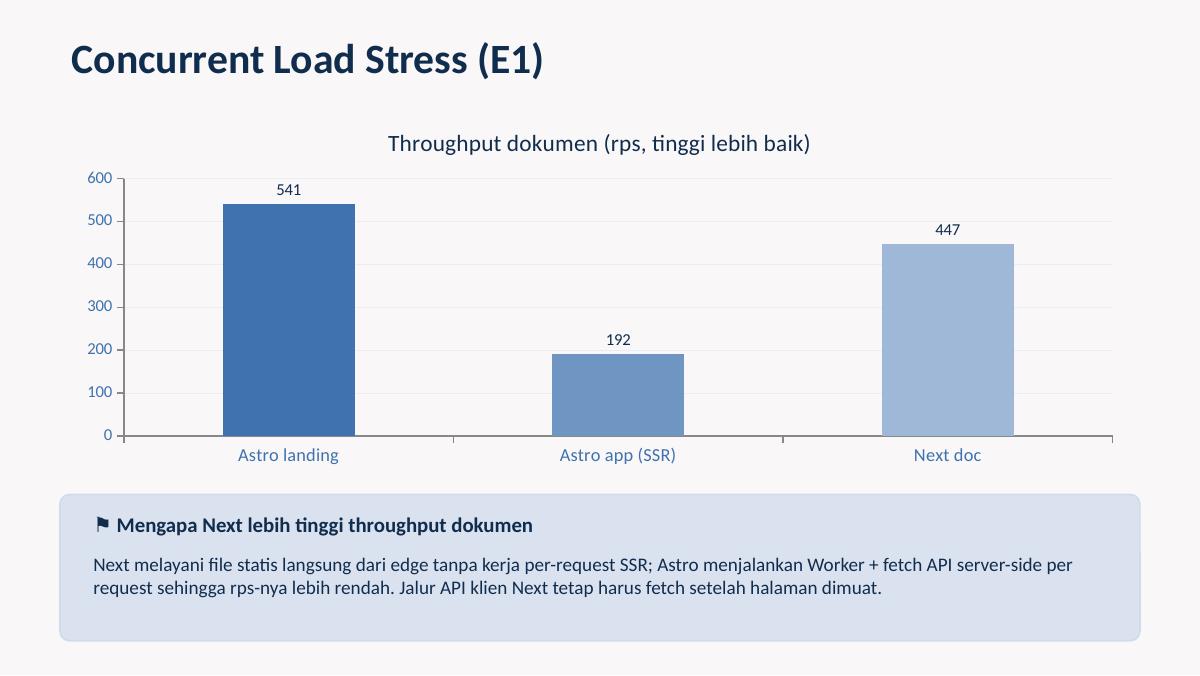 Concurrent Load Stress (E1)
Throughput dokumen (rps, tinggi lebih baik)
600
500
400
300
200
100
0
541
192
447
Astro landing
Astro app (SSR)
Next doc
⚑ Mengapa Next lebih tinggi throughput dokumen
Next melayani file statis langsung dari edge tanpa kerja per-request SSR; Astro menjalankan Worker + fetch API server-side per
request sehingga rps-nya lebih rendah. Jalur API klien Next tetap harus fetch setelah halaman dimuat.